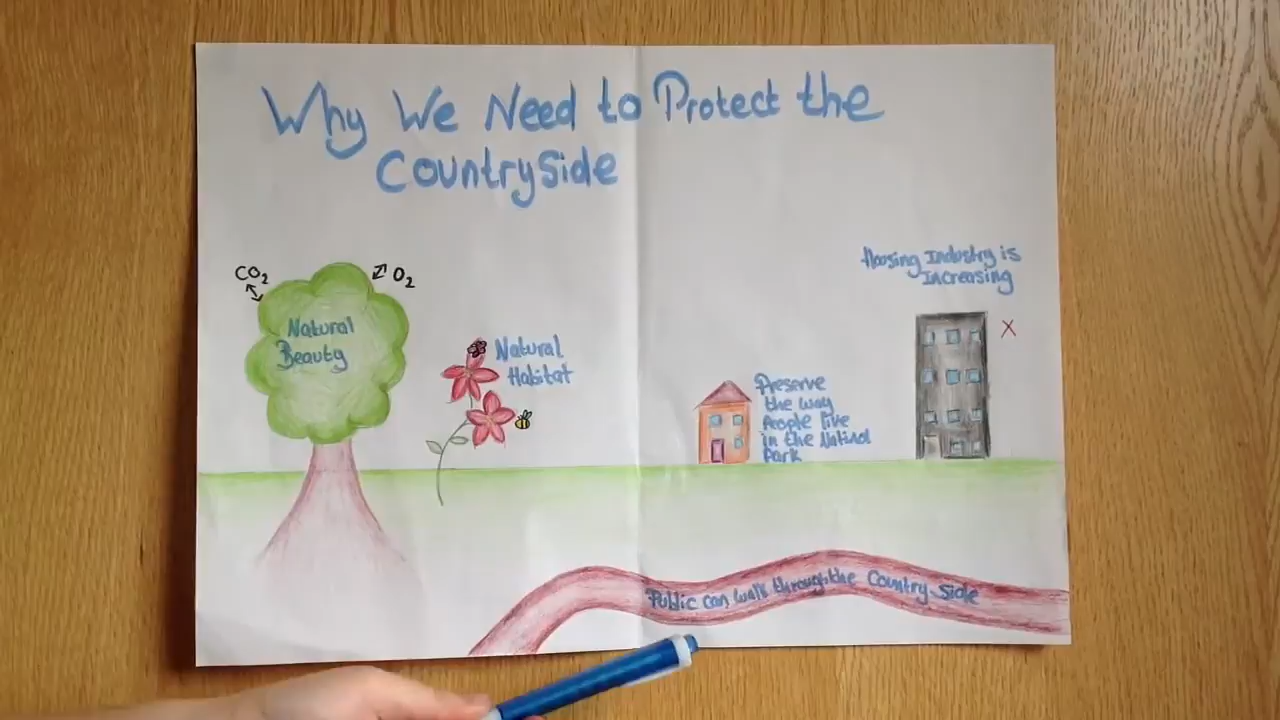 Why We Need to Protect the
Countryside
CO2
O2
Natural
Beauty
Natural
Habitat
Housing Industry is
Increasing
X
Preserve
the way
People live
in the Natinal
Park
Public can walk through the Country Side